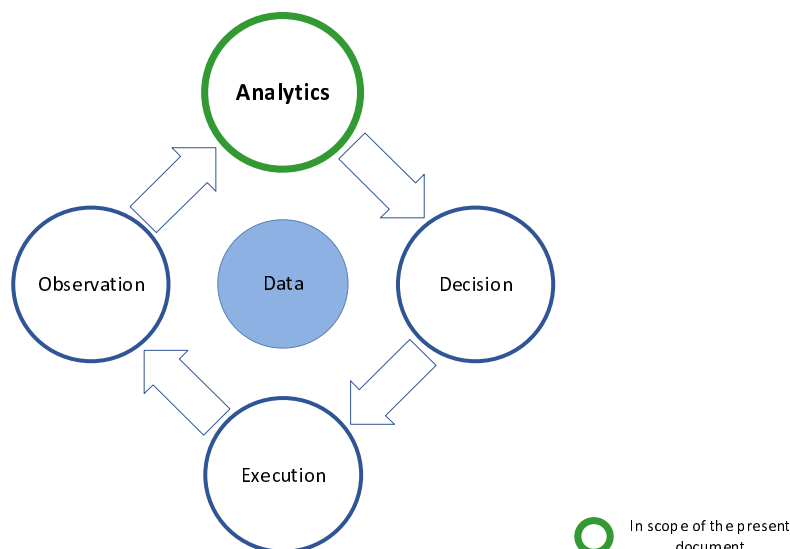 Analytics
Observation
Data
Decision
Execution
In scope of the present
document